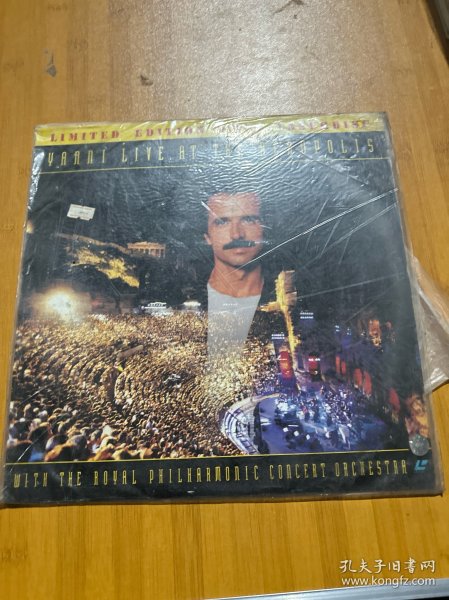 LIMITED EDITION
YANNI LIVE AT THE ACROPOLIS
WITH THE ROYAL PHILHARMONIC CONCERT ORCHESTRA
孔夫子旧书网
www.kongfz.com